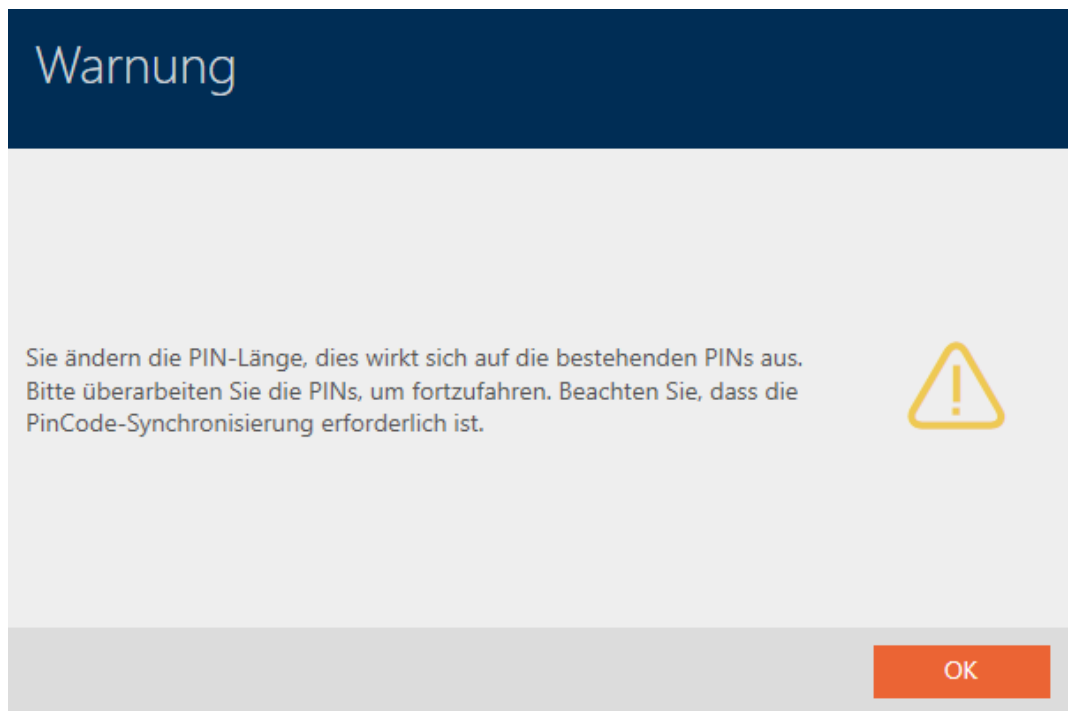 Warnung
Sie ändern die PIN-Länge, dies wirkt sich auf die bestehenden PINs aus.
Bitte überarbeiten Sie die PINs, um fortzufahren. Beachten Sie, dass die
PinCode-Synchronisierung erforderlich ist.
OK